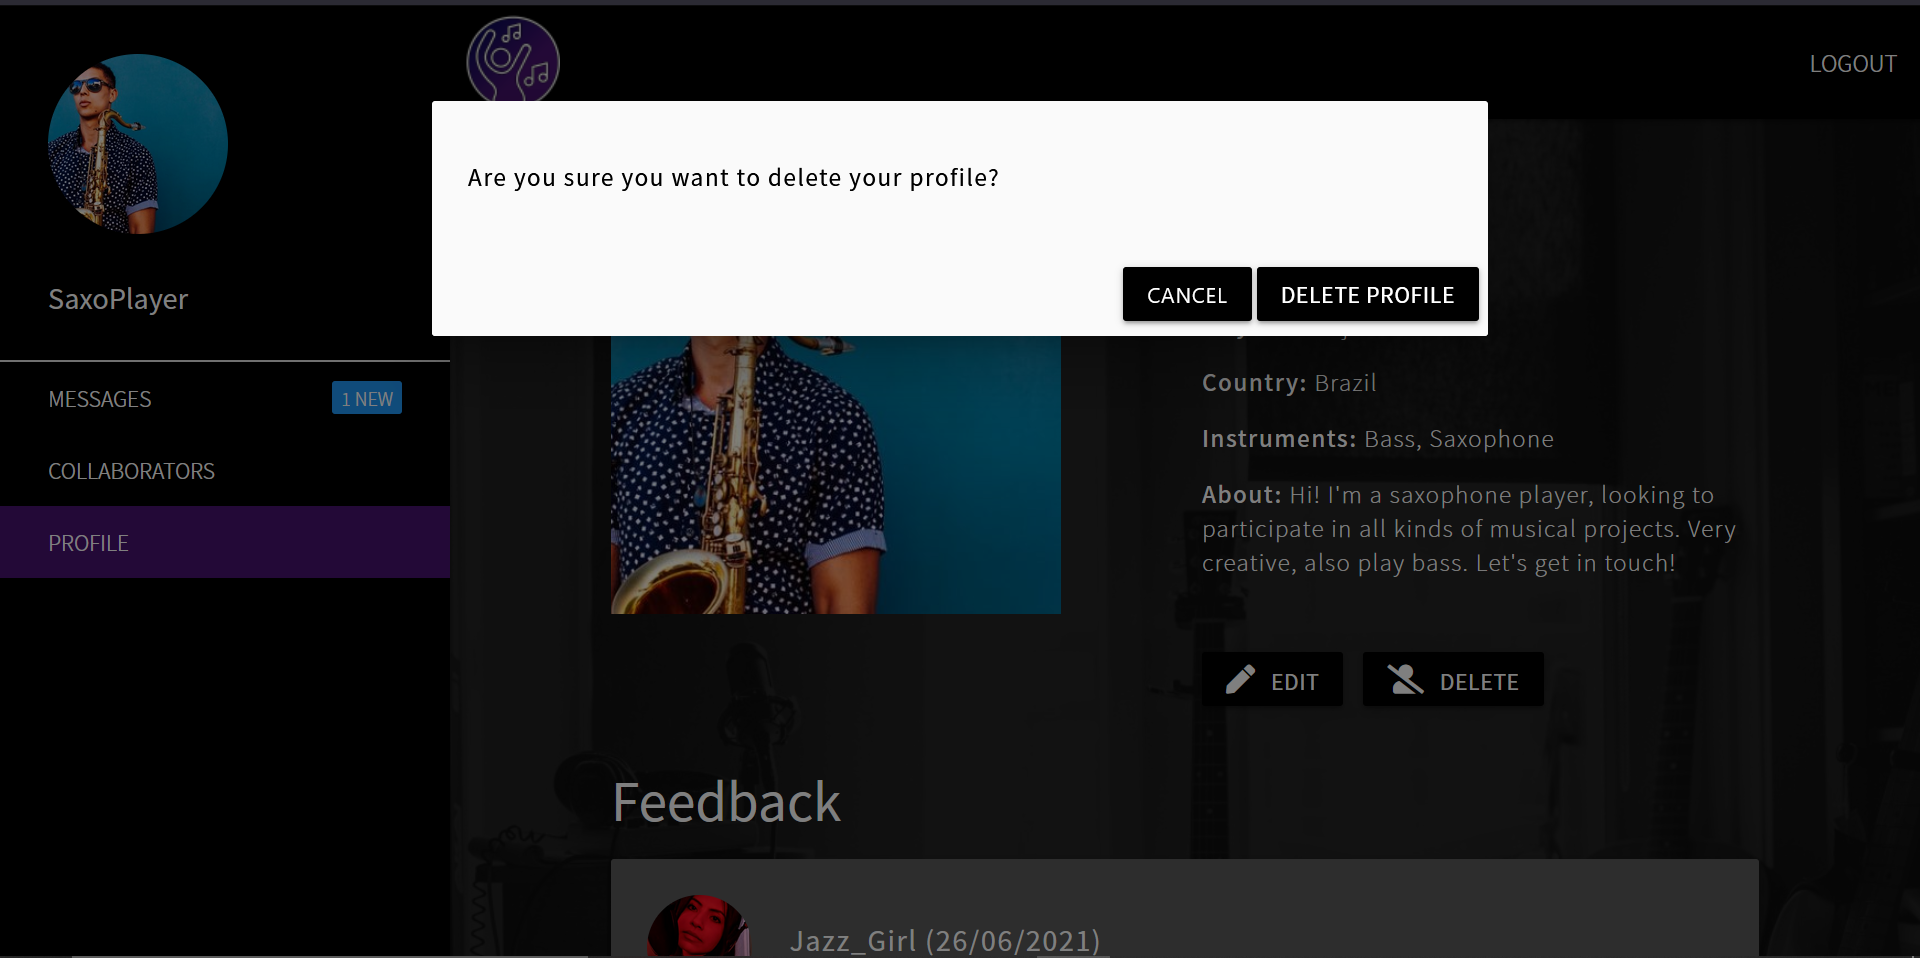 LOGOUT
Are you sure you want to delete your profile?
CANCEL
DELETE PROFILE
SaxoPlayer
MESSAGES
1 NEW
COLLABORATORS
PROFILE
Country: Brazil
Instruments: Bass, Saxophone
About: Hi! I'm a saxophone player, looking to
participate in all kinds of musical projects. Very
creative, also play bass. Let's get in touch!
EDIT
DELETE
Feedback
Jazz_Girl (26/06/2021)